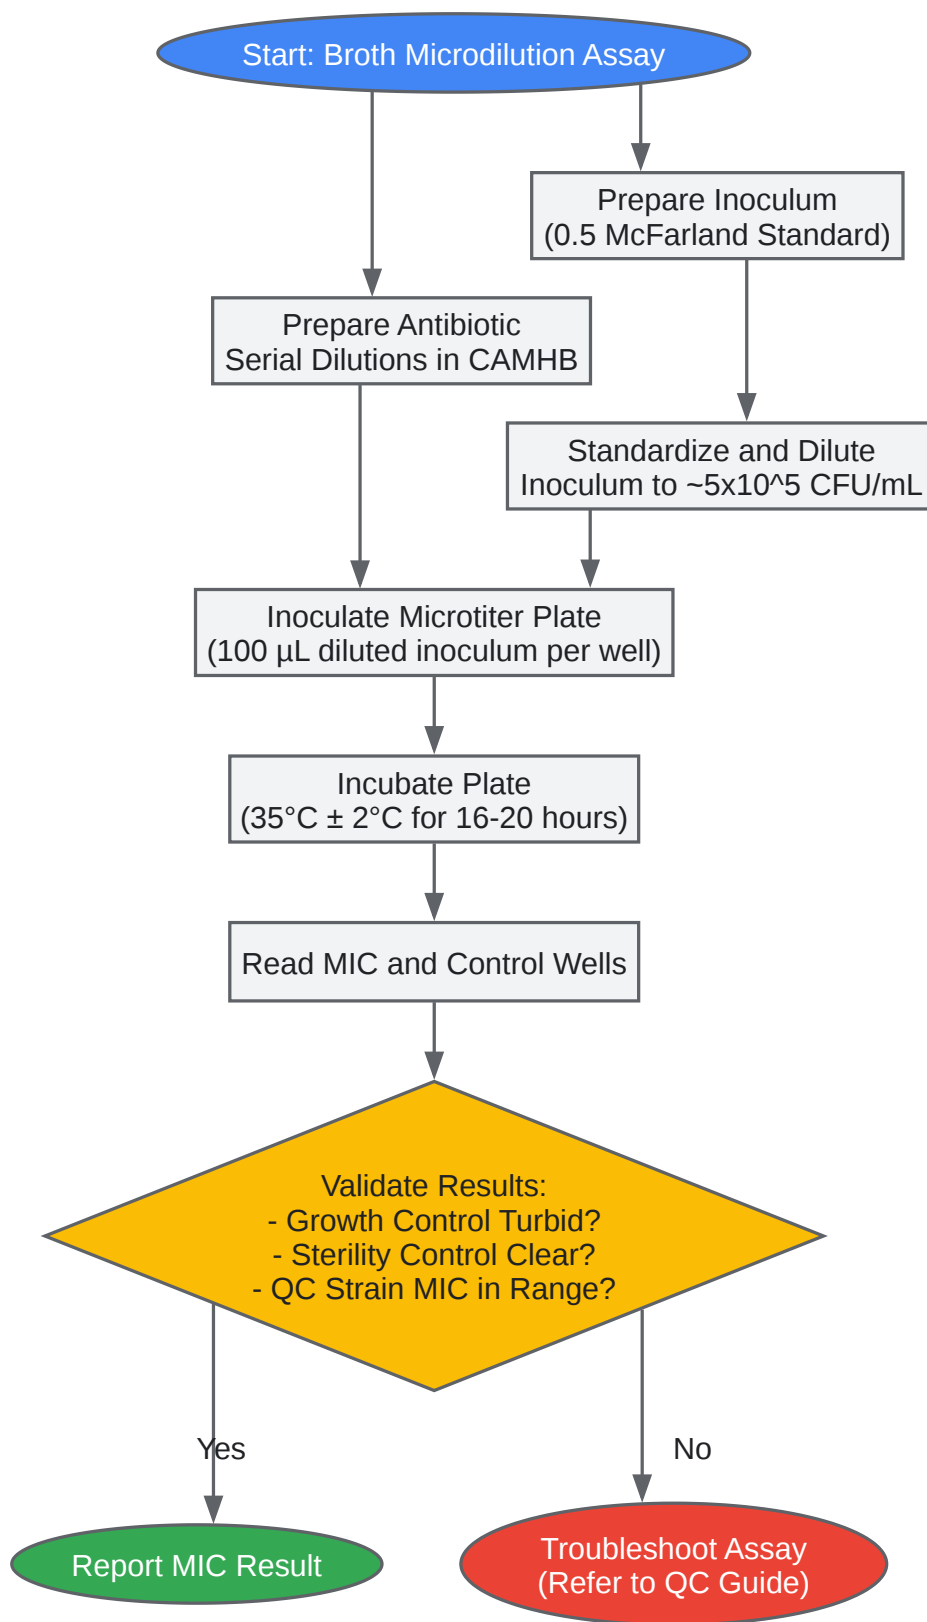 Start: Broth Microdilution Assay
Prepare Inoculum
(0.5 McFarland Standard)
Prepare Antibiotic
Serial Dilutions in CAMHB
Standardize and Dilute
Inoculum to ~5x10^5 CFU/mL
Inoculate Microtiter Plate
(100 µL diluted inoculum per well)
Incubate Plate
(35°C ± 2°C for 16-20 hours)
Read MIC and Control Wells
Validate Results:
- Growth Control Turbid?
- Sterility Control Clear?
- QC Strain MIC in Range?
Yes
No
Report MIC Result
Troubleshoot Assay
(Refer to QC Guide)